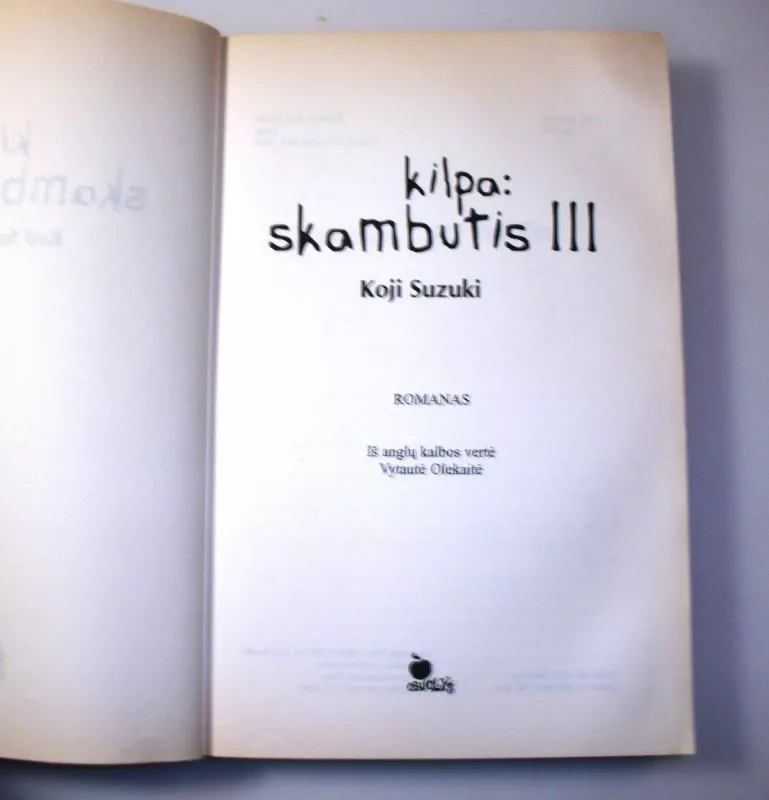 kilpa:
skambutis III
Koji Suzuki
ROMANAS
Iš anglų kalbos vertė
Vytautė Olekaitė
OBUOLYS